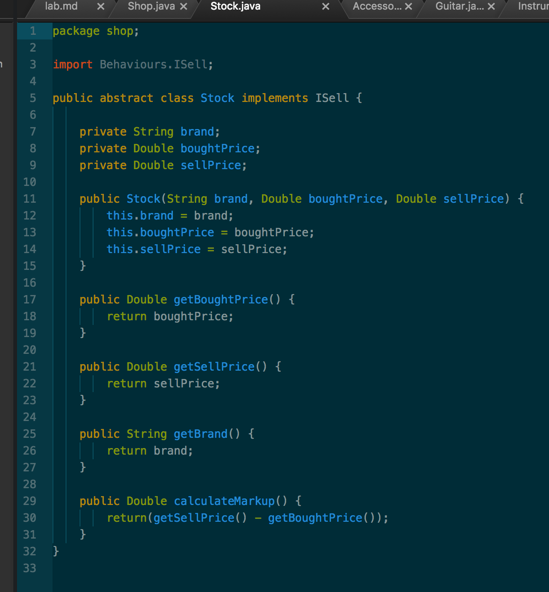 lab.md × Shop.java × Stock.java × Accesso... × Guitar.ja... × Instrum
1 package shop;
2
3 import Behaviours.ISell;
4
5 public abstract class Stock implements ISell {
6
7 private String brand;
8 private Double boughtPrice;
9 private Double sellPrice;
10
11 public Stock(String brand, Double boughtPrice, Double sellPrice) {
12 this.brand = brand;
13 this.boughtPrice = boughtPrice;
14 this.sellPrice = sellPrice;
15 }
16
17 public Double getBoughtPrice() {
18 return boughtPrice;
19 }
20
21 public Double getSellPrice() {
22 return sellPrice;
23 }
24
25 public String getBrand() {
26 return brand;
27 }
28
29 public Double calculateMarkup() {
30 return(getSellPrice() - getBoughtPrice());
31 }
32 }
33